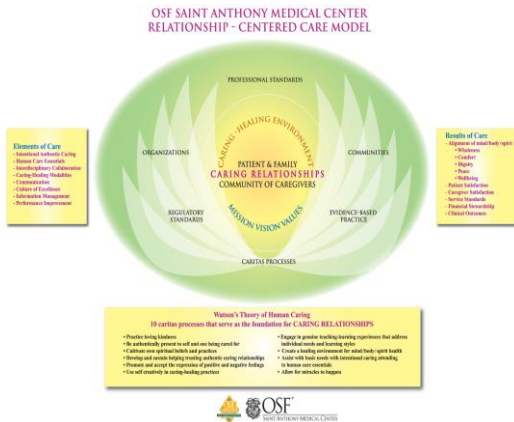 OSF SAINT ANTHONY MEDICAL CENTER
RELATIONSHIP - CENTERED CARE MODEL
PROFESSIONAL STANDARDS
CARING - HEALING ENVIRONMENT
ORGANIZATIONS
COMMUNITIES
PATIENT & FAMILY
CARING RELATIONSHIPS
COMMUNITY OF CAREGIVERS
REGULATORY
STANDARDS
EVIDENCE-BASED
PRACTICE
MISSION VISION VALUES
CARITAS PROCESSES
Elements of Care
- Intentional Authentic Caring
- Human Care Essentials
- Interdisciplinary Collaboration
- Caring-Healing Modalities
- Communication
- Culture of Excellence
- Information Management
- Performance Improvement
Results of Care
- Alignment of mind/body/spirit
•Wholeness
•Comfort
•Dignity
•Peace
•Wellbeing
- Patient Satisfaction
- Caregiver Satisfaction
- Service Standards
- Financial Stewardship
- Clinical Outcomes
Watson's Theory of Human Caring
10 caritas processes that serve as the foundation for CARING RELATIONSHIPS
• Practice loving kindness
• Be authentically present to self and one being cared for
• Cultivate own spiritual beliefs and practices
• Develop and sustain helping trusting authentic caring relationships
• Promote and accept the expression of positive and negative feelings
• Use self creatively in caring-healing practices
• Engage in genuine teaching-learning experiences that address
individual needs and learning styles
• Create a healing environment for mind/body/spirit health
• Assist with basic needs with intentional caring attending
to human care essentials
• Allow for miracles to happen
OSF
SAINT ANTHONY MEDICAL CENTER